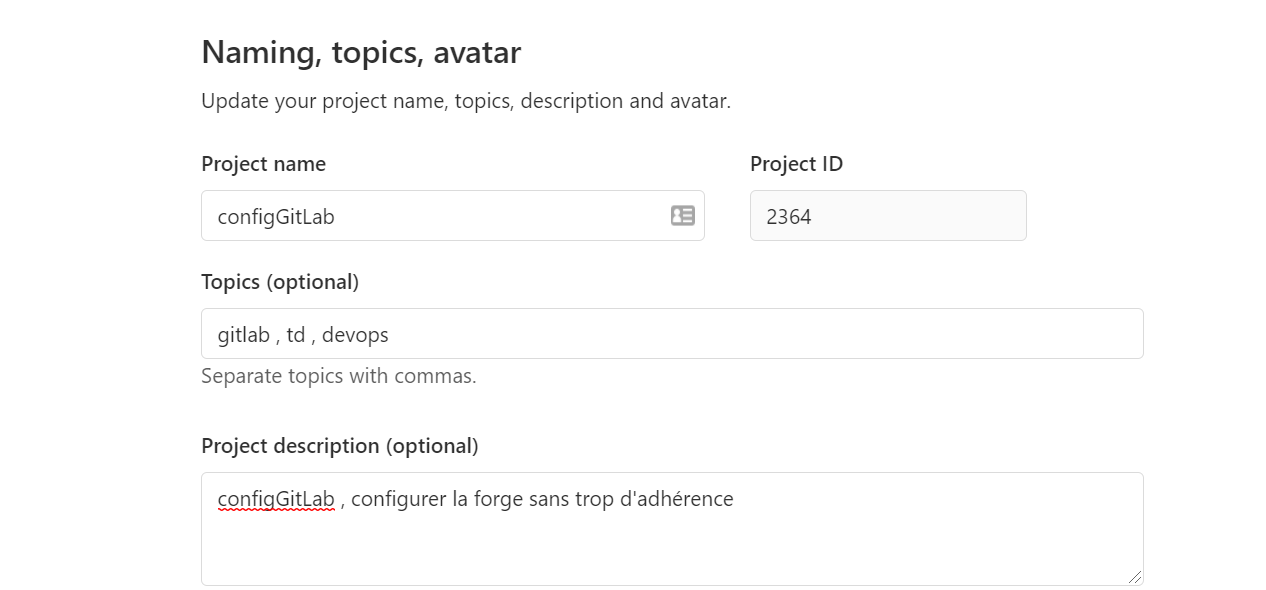 Naming, topics, avatar
Update your project name, topics, description and avatar.
Project name
Project ID
configGitLab
2364
Topics (optional)
gitlab , td , devops
Separate topics with commas.
Project description (optional)
configGitLab , configurer la forge sans trop d'adhérence